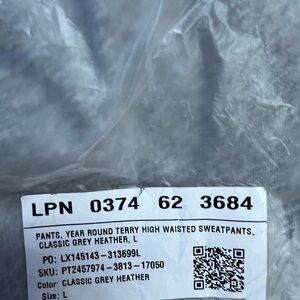 LPN 0374 62 3684
PANTS, YEAR ROUND TERRY HIGH WAISTED SWEATPANTS,
CLASSIC GREY HEATHER, L
PO: LX145143-313699L
SKU: PT2457974-3813-17050
Color: CLASSIC GREY HEATHER
Size: L